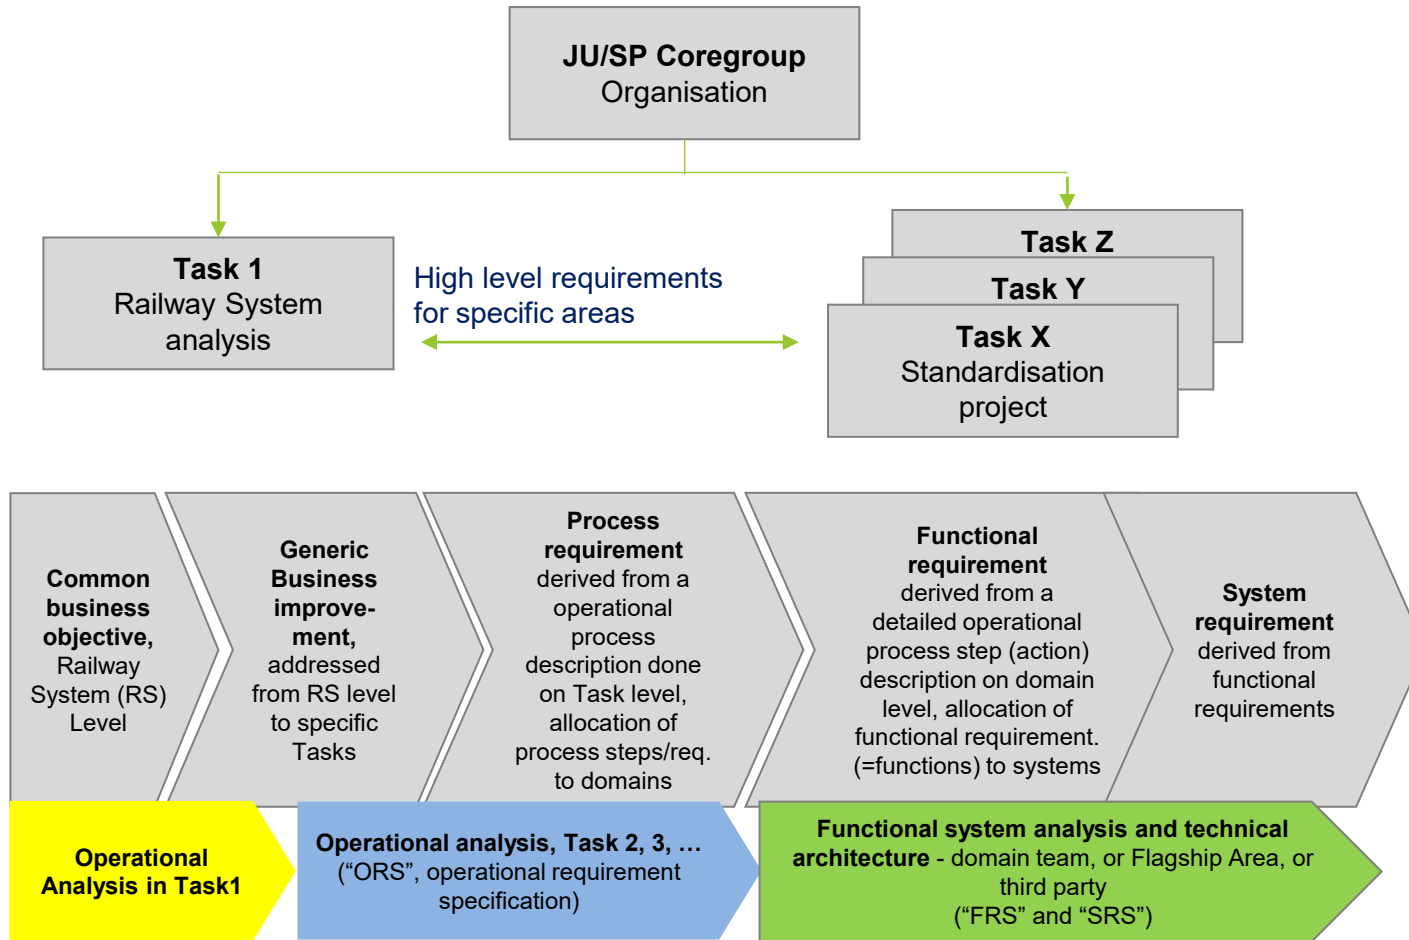 JU/SP Coregroup
Organisation
Task 1
Railway System
analysis
High level requirements
for specific areas
Task Z
Task Y
Task X
Standardisation
project
Common
business
objective,
Railway
System (RS)
Level
Generic
Business
improve-
ment,
addressed
from RS level
to specific
Tasks
Process
requirement
derived from a
operational
process
description done
on Task level,
allocation of
process steps/req.
to domains
Functional
requirement
derived from a
detailed operational
process step (action)
description on domain
level, allocation of
functional requirement.
(=functions) to systems
System
requirement
derived from
functional
requirements
Operational
Analysis in Task1
Operational analysis, Task 2, 3, …
(“ORS”, operational requirement
specification)
Functional system analysis and technical
architecture - domain team, or Flagship Area, or
third party
(“FRS” and “SRS”)